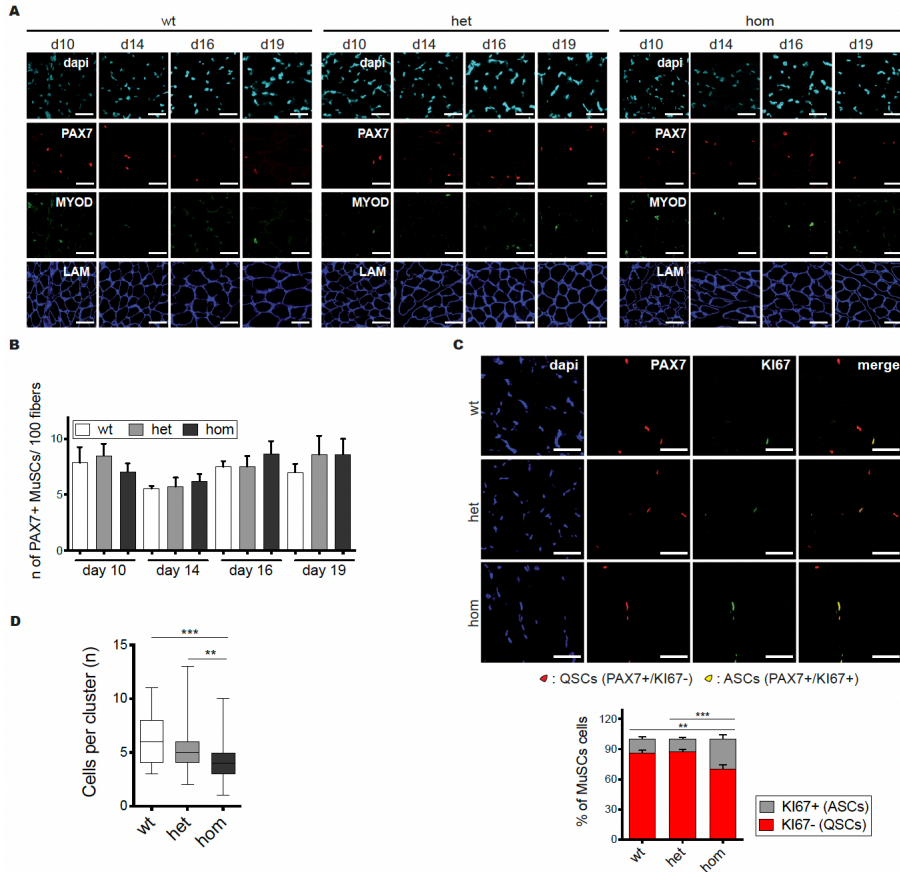 A
wt het hom
d10 d14 d16 d19 d10 d14 d16 d19 d10 d14 d16 d19
dapi dapi dapi
PAX7 PAX7 PAX7
MYOD MYOD MYOD
LAM LAM LAM
B
n of PAX7+ MuSCs/ 100 fibers
10
5
0
wt het hom
day 10 day 14 day 16 day 19
C
dapi PAX7 KI67 merge
wt
het
hom
: QSCs (PAX7+/KI67-) : ASCs (PAX7+/KI67+)
D
Cells per cluster (n)
15
10
5
0
***
**
wt het hom
% of MuSCs cells
120
90
60
30
0
***
**
wt het hom
KI67+ (ASCs)
KI67- (QSCs)